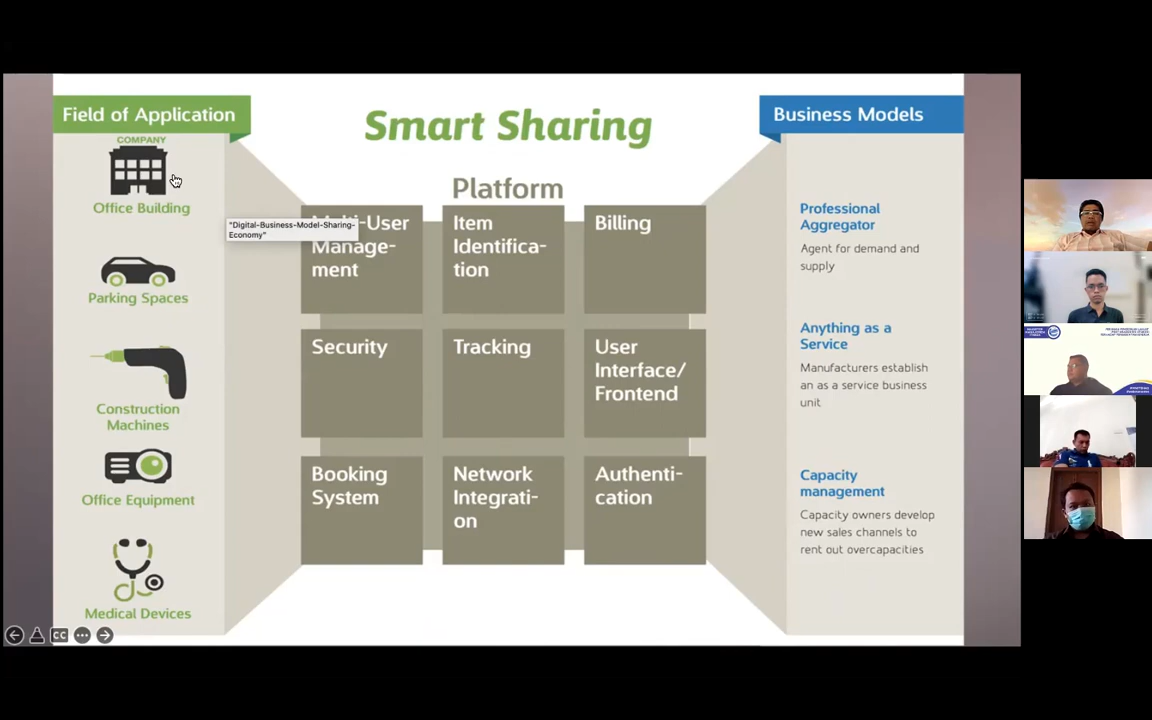 Field of Application
COMPANY
Office Building
Parking Spaces
Construction
Machines
Office Equipment
Medical Devices
Smart Sharing
Platform
"Digital-Business-Model-Sharing-
Economy"
Multi-User
Manage-
ment
Item
Identifica-
tion
Billing
Security
Tracking
User
Interface/
Frontend
Booking
System
Network
Integrati-
on
Authenti-
cation
Business Models
Professional
Aggregator
Agent for demand and
supply
Anything as a
Service
Manufacturers establish
an as a service business
unit
Capacity
management
Capacity owners develop
new sales channels to
rent out overcapacities
CC